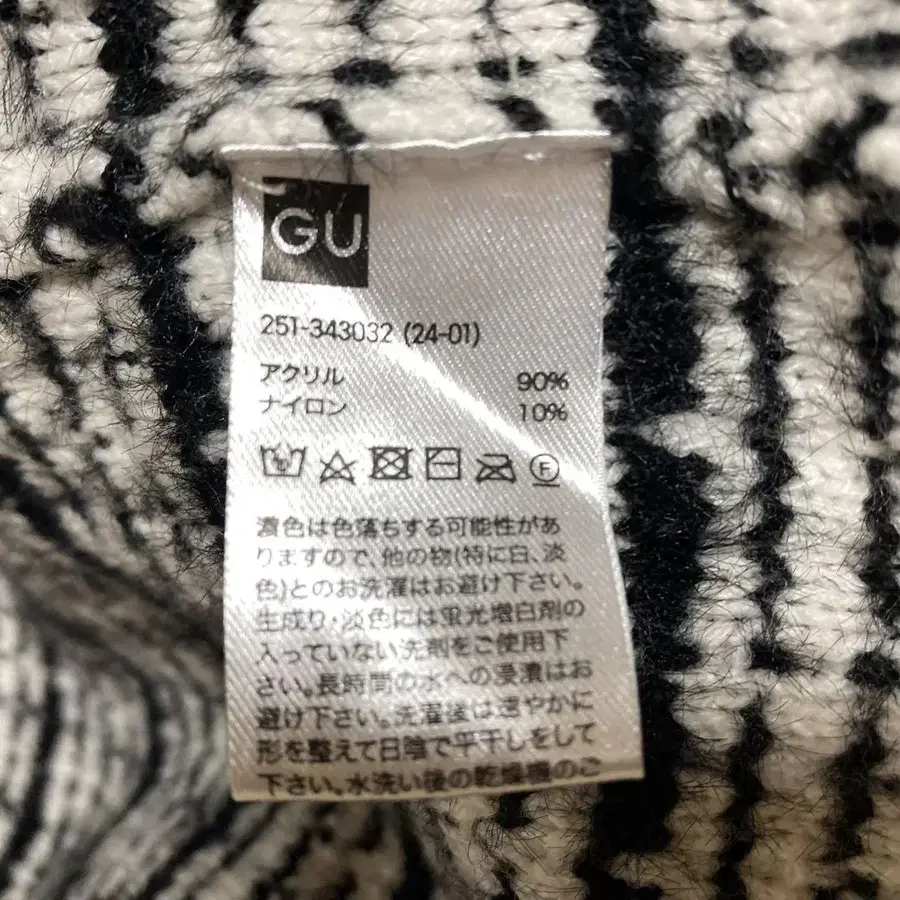 GU
251-343032 (24-01)
アクリル 90%
ナイロン 10%
F
濃色は色落ちする可能性があ
りますので、他の物(特に白、淡
色)とのお洗濯はお避け下さい。
生成り・淡色には蛍光増白剤の
入っていない洗剤をご使用下
さい。長時間の水への浸漬はお
避け下さい。洗濯後は速やかに
形を整えて日陰で平干しをして
下さい。水洗い後の乾燥機のご